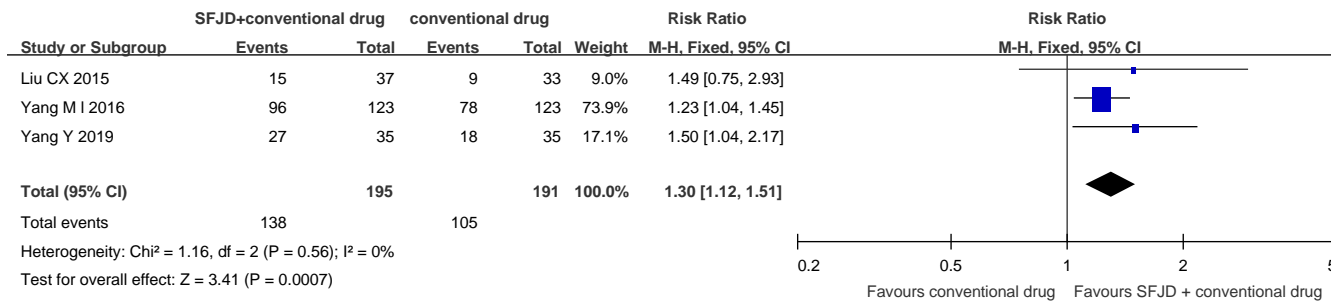 SFJD+conventional drug conventional drug Risk Ratio Risk Ratio
Study or Subgroup Events Total Events Total Weight M-H, Fixed, 95% CI M-H, Fixed, 95% CI
Liu CX 2015 15 37 9 33 9.0% 1.49 [0.75, 2.93]
Yang M l 2016 96 123 78 123 73.9% 1.23 [1.04, 1.45]
Yang Y 2019 27 35 18 35 17.1% 1.50 [1.04, 2.17]
Total (95% CI) 195 191 100.0% 1.30 [1.12, 1.51]
Total events 138 105
Heterogeneity: Chi² = 1.16, df = 2 (P = 0.56); I² = 0%
Test for overall effect: Z = 3.41 (P = 0.0007)
0.2 0.5 1 2 5
Favours conventional drug Favours SFJD + conventional drug